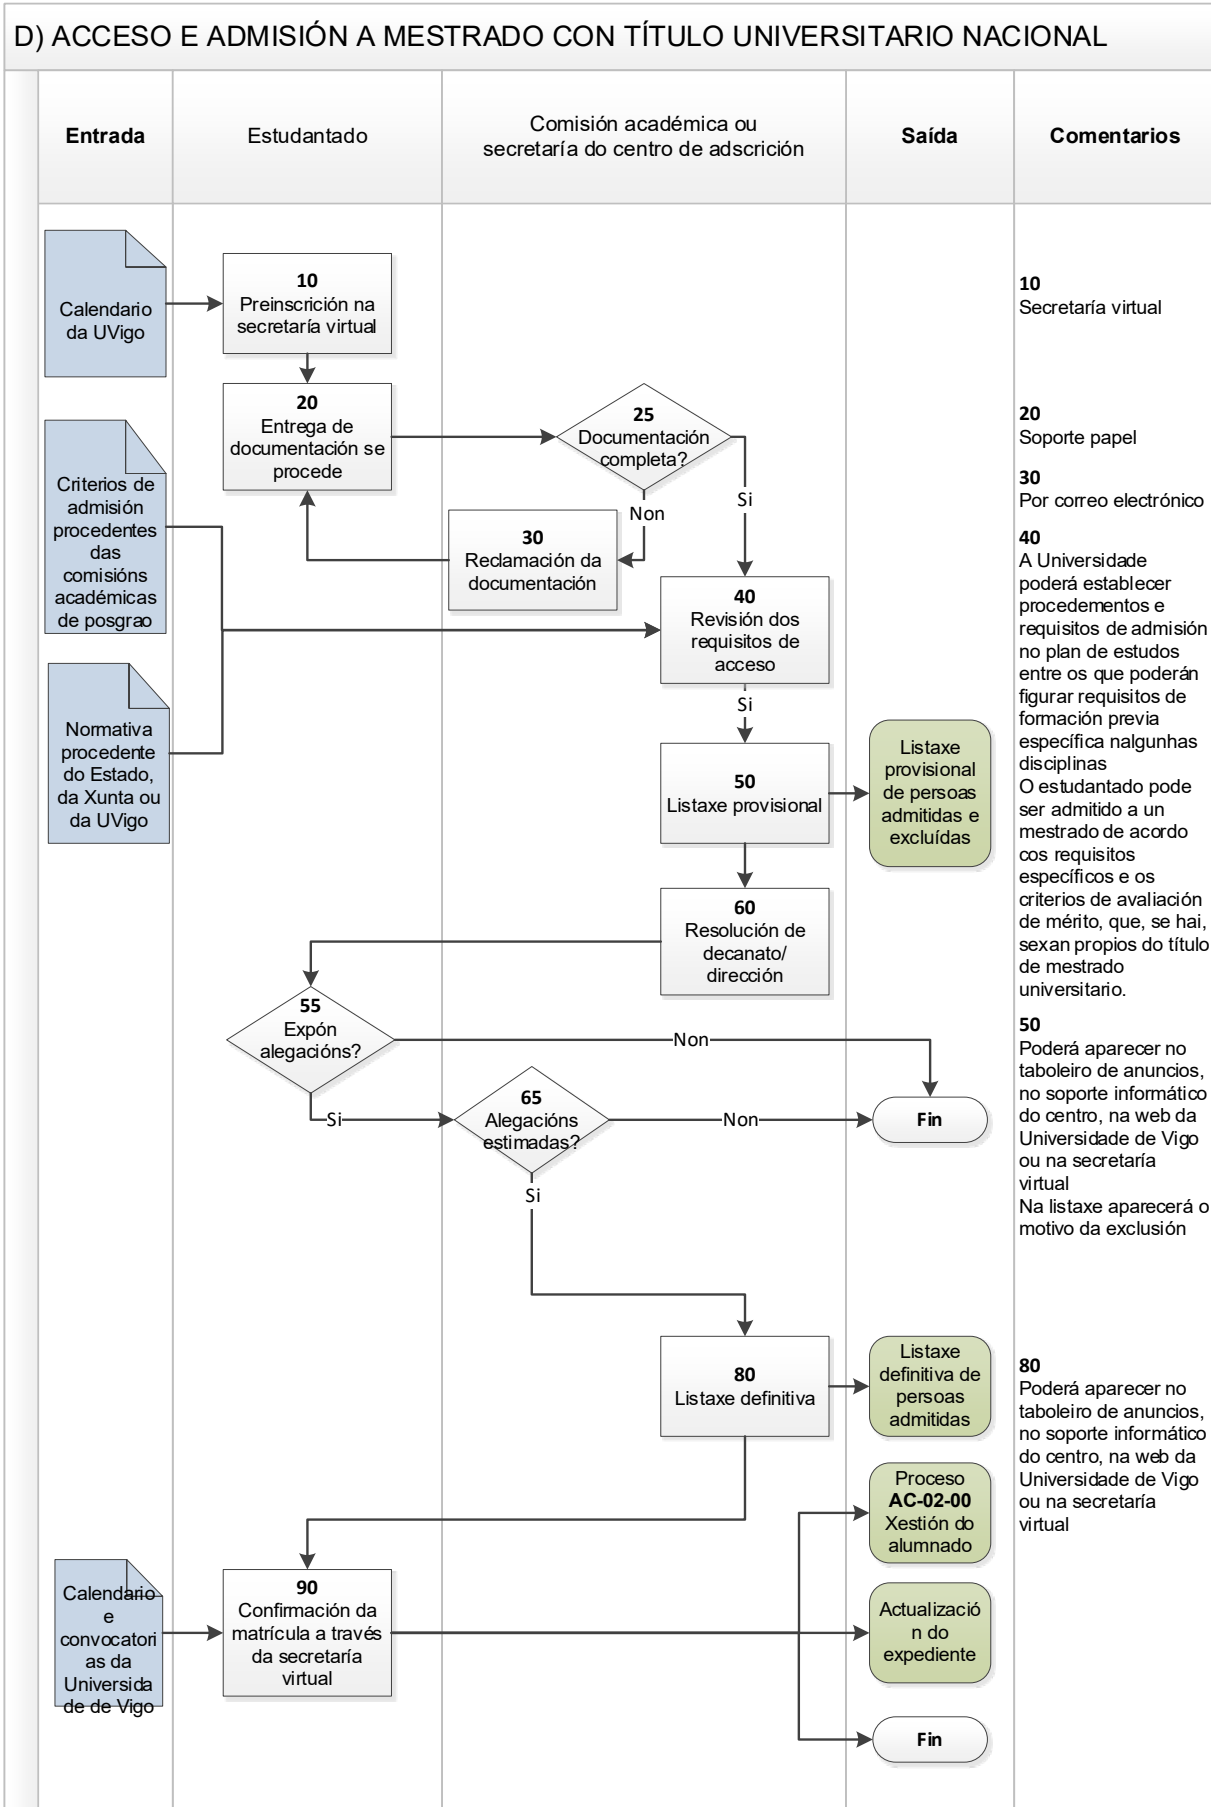 D) ACCESO E ADMISIÓN A MESTRADO CON TÍTULO UNIVERSITARIO NACIONAL
Entrada
Estudantado
Comisión académica ou
secretaría do centro de adscrición
Saída
Comentarios
Calendario
da UVigo
10
Preinscrición na
secretaría virtual
10
Secretaría virtual
20
Entrega de
documentación se
procede
25
Documentación
completa?
Si
Non
20
Soporte papel
30
Por correo electrónico
Criterios de
admisión
procedentes
das
comisións
académicas
de posgrao
30
Reclamación da
documentación
40
Revisión dos
requisitos de
acceso
Si
40
A Universidade
poderá establecer
procedementos e
requisitos de admisión
no plan de estudos
entre os que poderán
figurar requisitos de
formación previa
específica nalgunhas
disciplinas
O estudantado pode
ser admitido a un
mestrado de acordo
cos requisitos
específicos e os
criterios de avaliación
de mérito, que, se hai,
sexan propios do título
de mestrado
universitario.
Normativa
procedente
do Estado,
da Xunta ou
da UVigo
50
Listaxe provisional
Listaxe
provisional
de persoas
admitidas e
excluídas
60
Resolución de
decanato/
dirección
55
Expón
alegacións?
Non
Si
65
Alegacións
estimadas?
Non
Si
Fin
50
Poderá aparecer no
taboleiro de anuncios,
no soporte informático
do centro, na web da
Universidade de Vigo
ou na secretaría
virtual
Na listaxe aparecerá o
motivo da exclusión
80
Listaxe definitiva
Listaxe
definitiva de
persoas
admitidas
80
Poderá aparecer no
taboleiro de anuncios,
no soporte informático
do centro, na web da
Universidade de Vigo
ou na secretaría
virtual
Proceso
AC-02-00
Xestión do
alumnado
Calendario
e
convocatori
as da
Universida
de de Vigo
90
Confirmación da
matrícula a través
da secretaría
virtual
Actualizació
n do
expediente
Fin